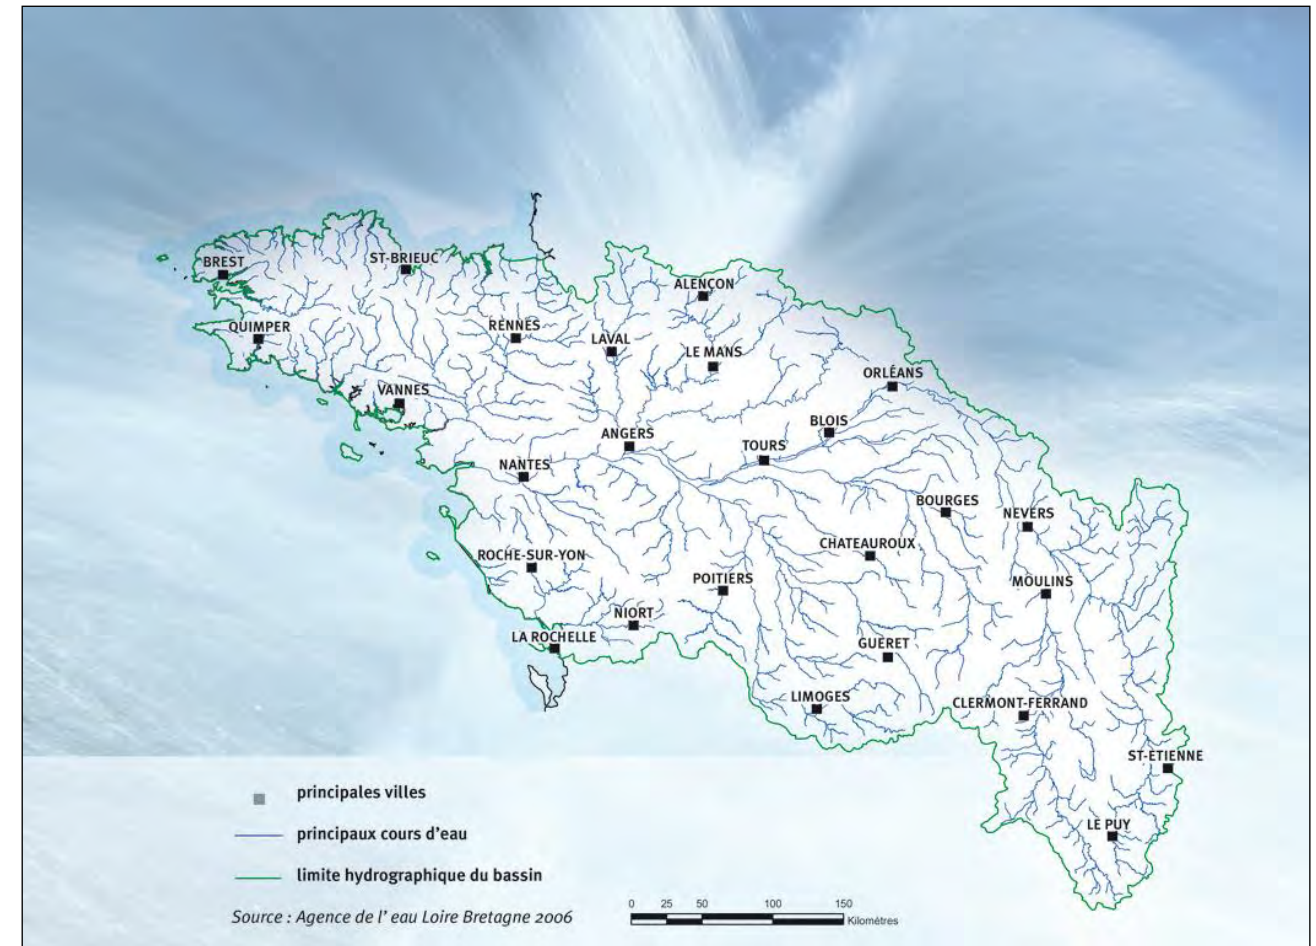 BREST
ST-BRIEUC
ALENÇON
QUIMPER
RENNES
LAVAL
LE MANS
ORLÉANS
VANNES
BLOIS
ANGERS
TOURS
NANTES
BOURGES
NEVERS
CHATEAUROUX
ROCHE-SUR-YON
POITIERS
MOULINS
NIORT
LA ROCHELLE
GUÉRET
LIMOGES
CLERMONT-FERRAND
ST-ETIENNE
LE PUY
principales villes
principaux cours d'eau
limite hydrographique du bassin
Source : Agence de l' eau Loire Bretagne 2006
0 25 50 100 150
Kilomètres